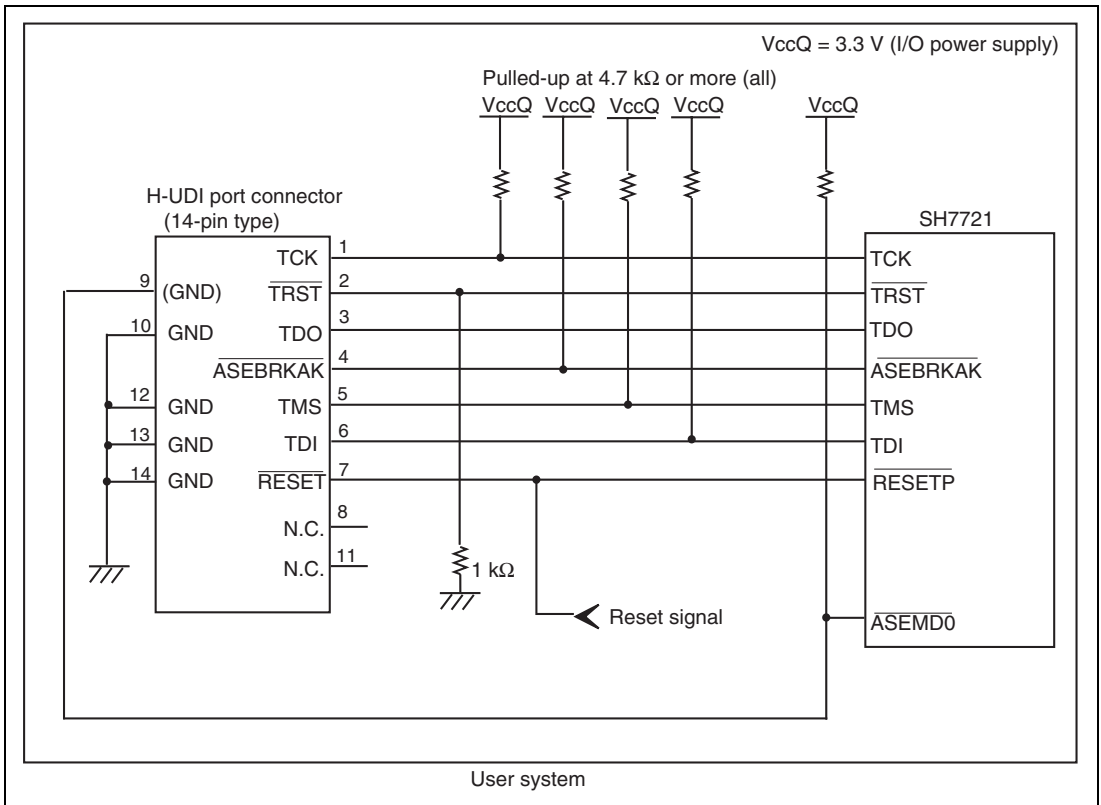 VccQ = 3.3 V (I/O power supply)
Pulled-up at 4.7 kΩ or more (all)
VccQ VccQ VccQ VccQ VccQ
H-UDI port connector
(14-pin type)
SH7721
TCK 1 TCK
9 (GND) TRST 2 TRST
10 GND TDO 3 TDO
ASEBRKAK 4 ASEBRKAK
12 GND TMS 5 TMS
13 GND TDI 6 TDI
14 GND RESET 7 RESETP
N.C. 8
N.C. 11
1 kΩ
Reset signal
ASEMD0
User system